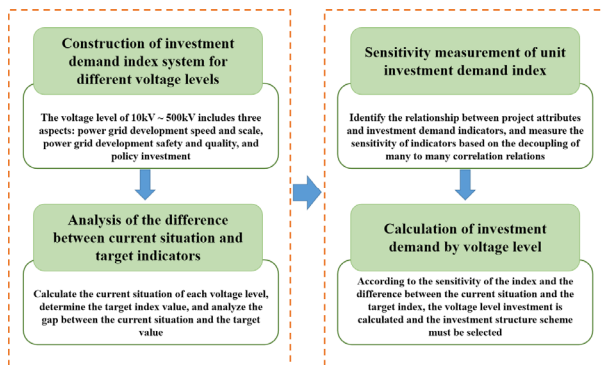 Construction of investment
demand index system for
different voltage levels
The voltage level of 10kV ~ 500kV includes three
aspects: power grid development speed and scale,
power grid development safety and quality, and
policy investment
Analysis of the difference
between current situation and
target indicators
Calculate the current situation of each voltage level,
determine the target index value, and analyze the
gap between the current situation and the target
value
Sensitivity measurement of unit
investment demand index
Identify the relationship between project attributes
and investment demand indicators, and measure the
sensitivity of indicators based on the decoupling of
many to many correlation relations
Calculation of investment
demand by voltage level
According to the sensitivity of the index and the
difference between the current situation and the
target index, the voltage level investment is
calculated and the investment structure scheme
must be selected